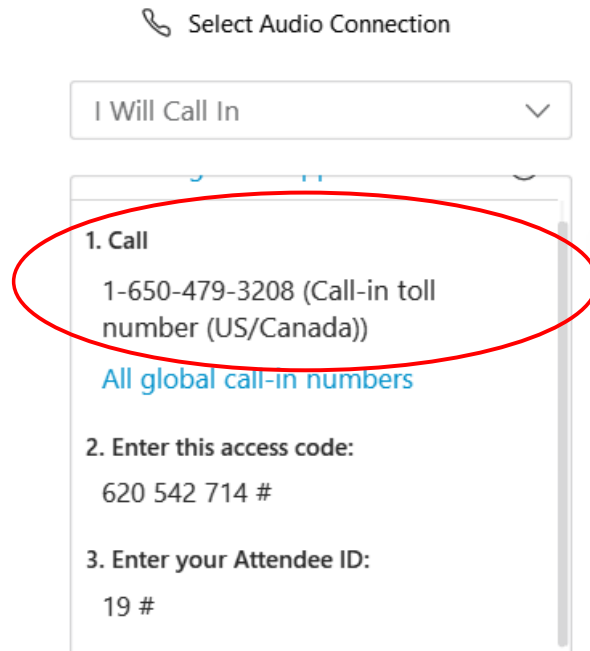 Select Audio Connection
I Will Call In
1. Call
1-650-479-3208 (Call-in toll
number (US/Canada))
All global call-in numbers
2. Enter this access code:
620 542 714 #
3. Enter your Attendee ID:
19 #